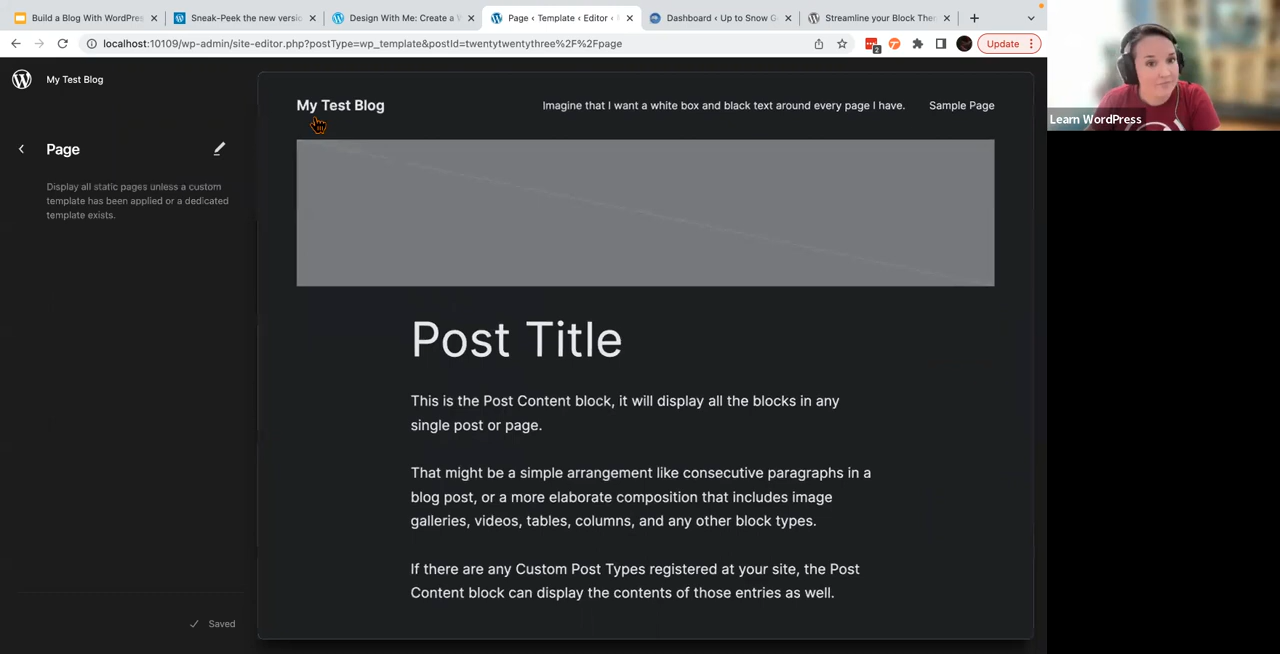 Build a Blog With WordPres
Sneak-Peek the new versio
Design With Me: Create a
Page ‹ Template ‹ Editor ‹
Dashboard ‹ Up to Snow G
Streamline your Block The
localhost:10109/wp-admin/site-editor.php?postType=wp_template&postId=twentytwentythree%2F%2Fpage
2
Update
My Test Blog
Page
Display all static pages unless a custom
template has been applied or a dedicated
template exists.
Saved
My Test Blog
Imagine that I want a white box and black text around every page I have.
Sample Page
Post Title
This is the Post Content block, it will display all the blocks in any
single post or page.
That might be a simple arrangement like consecutive paragraphs in a
blog post, or a more elaborate composition that includes image
galleries, videos, tables, columns, and any other block types.
If there are any Custom Post Types registered at your site, the Post
Content block can display the contents of those entries as well.
Learn WordPress